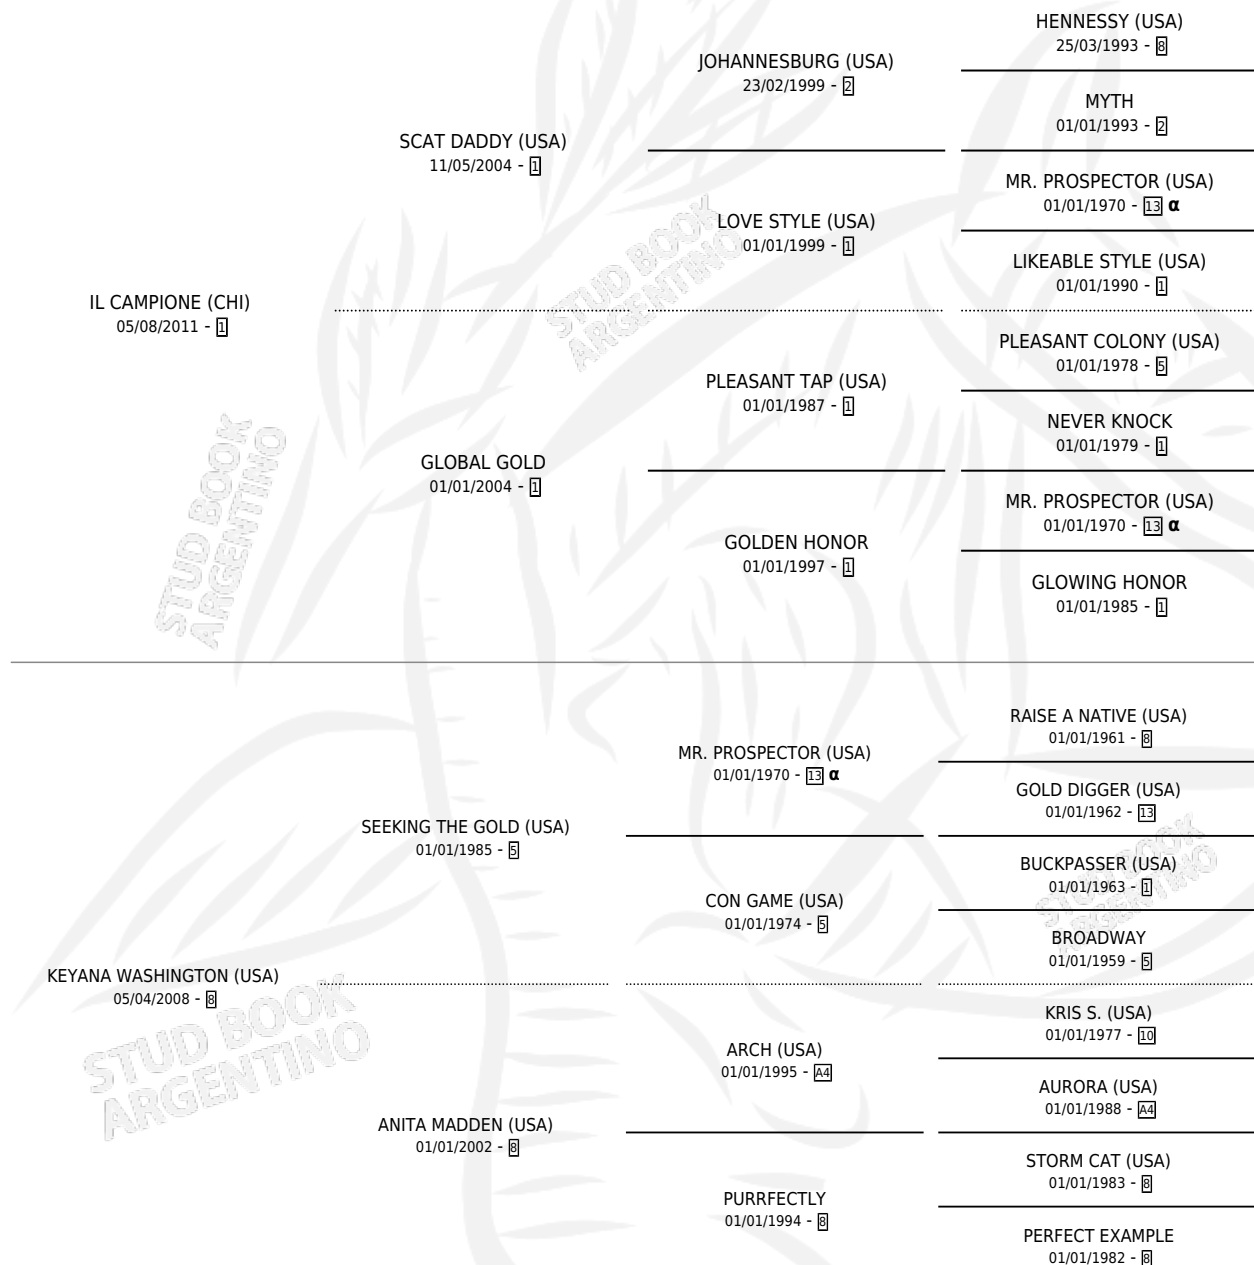 HENNESSY (USA)
25/03/1993 - 8
JOHANNESBURG (USA)
23/02/1999 - 2
MYTH
01/01/1993 - 2
SCAT DADDY (USA)
11/05/2004 - 1
MR. PROSPECTOR (USA)
01/01/1970 - 13 α
LOVE STYLE (USA)
01/01/1999 - 1
LIKEABLE STYLE (USA)
01/01/1990 - 1
IL CAMPIONE (CHI)
05/08/2011 - 1
PLEASANT COLONY (USA)
01/01/1978 - 5
PLEASANT TAP (USA)
01/01/1987 - 1
NEVER KNOCK
01/01/1979 - 1
GLOBAL GOLD
01/01/2004 - 1
MR. PROSPECTOR (USA)
01/01/1970 - 13 α
GOLDEN HONOR
01/01/1997 - 1
GLOWING HONOR
01/01/1985 - 1
RAISE A NATIVE (USA)
01/01/1961 - 8
MR. PROSPECTOR (USA)
01/01/1970 - 13 α
GOLD DIGGER (USA)
01/01/1962 - 13
SEEKING THE GOLD (USA)
01/01/1985 - 5
BUCKPASSER (USA)
01/01/1963 - 1
CON GAME (USA)
01/01/1974 - 5
BROADWAY
01/01/1959 - 5
KEYANA WASHINGTON (USA)
05/04/2008 - 8
KRIS S. (USA)
01/01/1977 - 10
ARCH (USA)
01/01/1995 - A4
AURORA (USA)
01/01/1988 - A4
ANITA MADDEN (USA)
01/01/2002 - 8
STORM CAT (USA)
01/01/1983 - 8
PURRFECTLY
01/01/1994 - 8
PERFECT EXAMPLE
01/01/1982 - 8
STUD BOOK
ARGENTINO
STUD BOOK
ARGENTINO
STUD BOOK
ARGENTINO
STUD BOOK
ARGENTINO